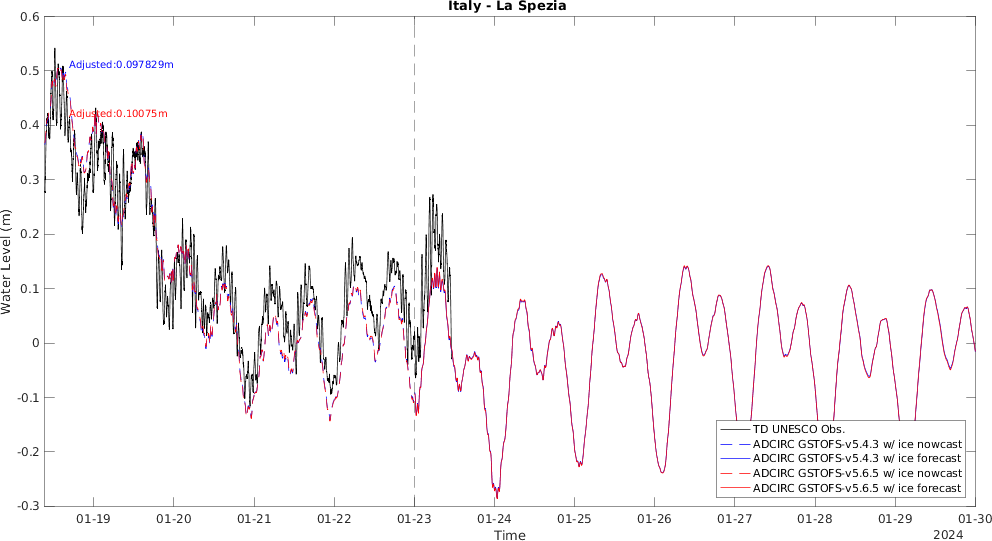 Italy - La Spezia
0.6
0.5
0.4
0.3
0.2
0.1
0
-0.1
-0.2
-0.3
Water Level (m)
Adjusted:0.097829m
Adjusted:0.10075m
TD UNESCO Obs.
ADCIRC GSTOFS-v5.4.3 w/ ice nowcast
ADCIRC GSTOFS-v5.4.3 w/ ice forecast
ADCIRC GSTOFS-v5.6.5 w/ ice nowcast
ADCIRC GSTOFS-v5.6.5 w/ ice forecast
01-19 01-20 01-21 01-22 01-23 01-24 01-25 01-26 01-27 01-28 01-29 01-30
Time
2024